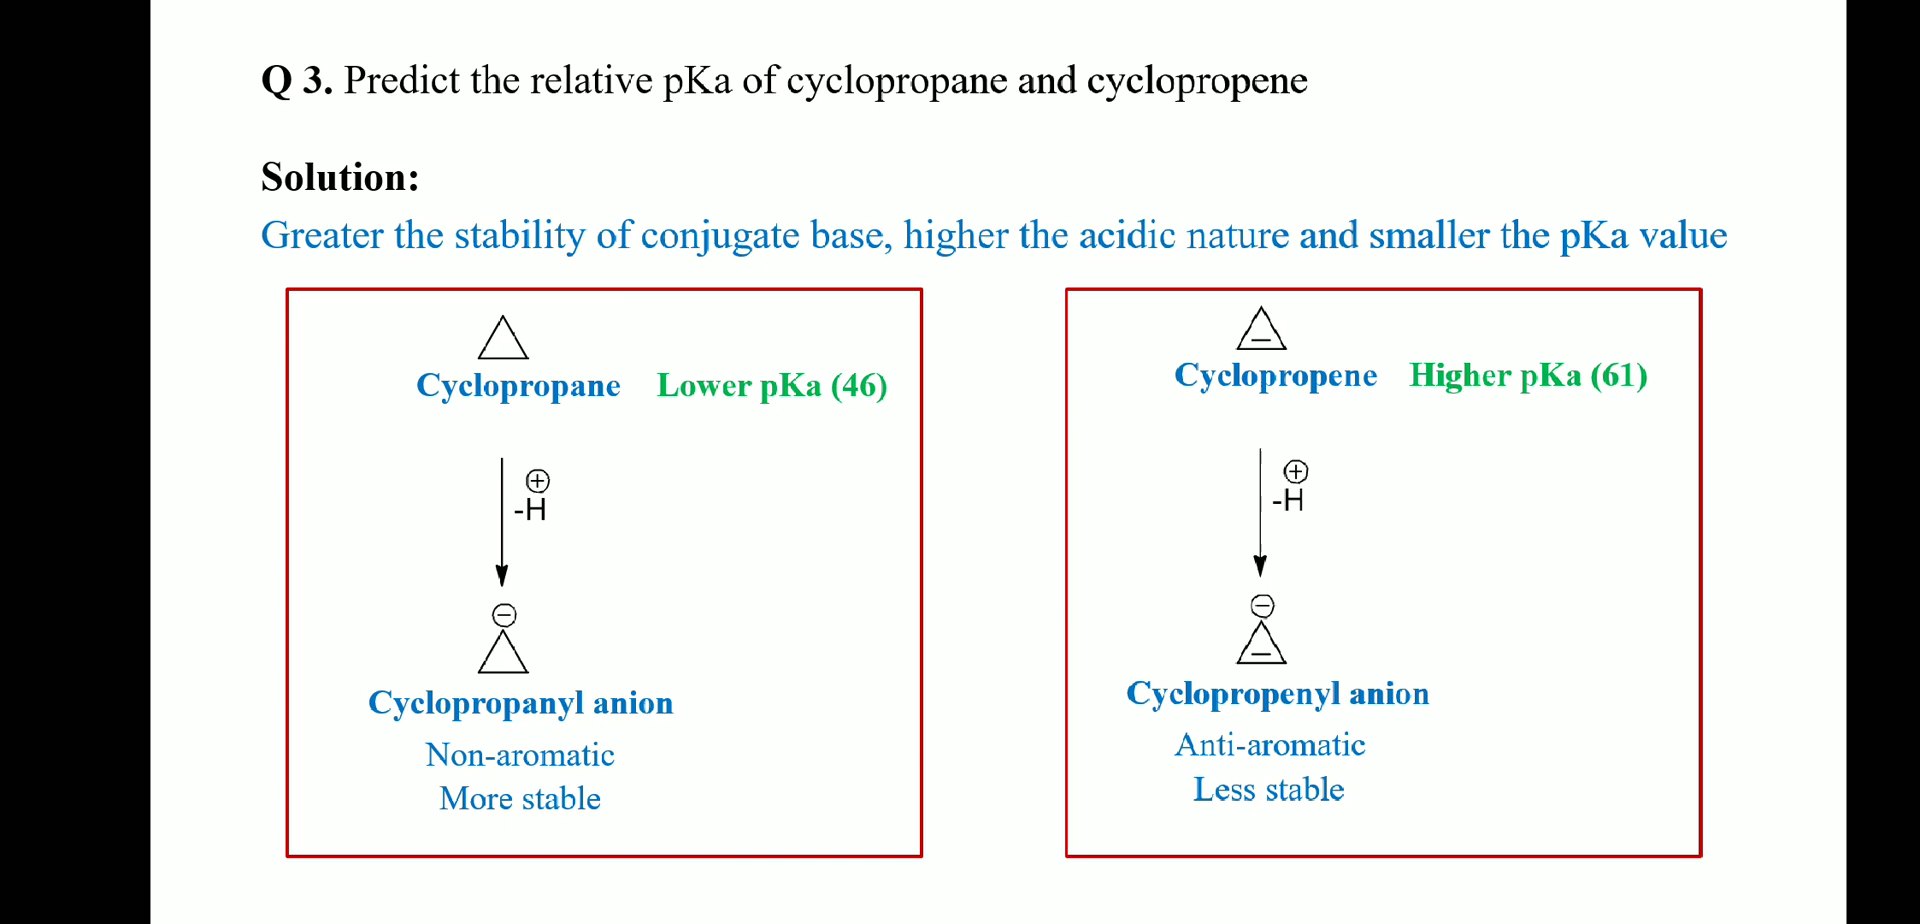 Q 3. Predict the relative pKa of cyclopropane and cyclopropene
Solution:
Greater the stability of conjugate base, higher the acidic nature and smaller the pKa value
Cyclopropane Lower pKa (46)
⊕
-H
⊖
Cyclopropanyl anion
Non-aromatic
More stable
Cyclopropene Higher pKa (61)
⊕
-H
⊖
Cyclopropenyl anion
Anti-aromatic
Less stable